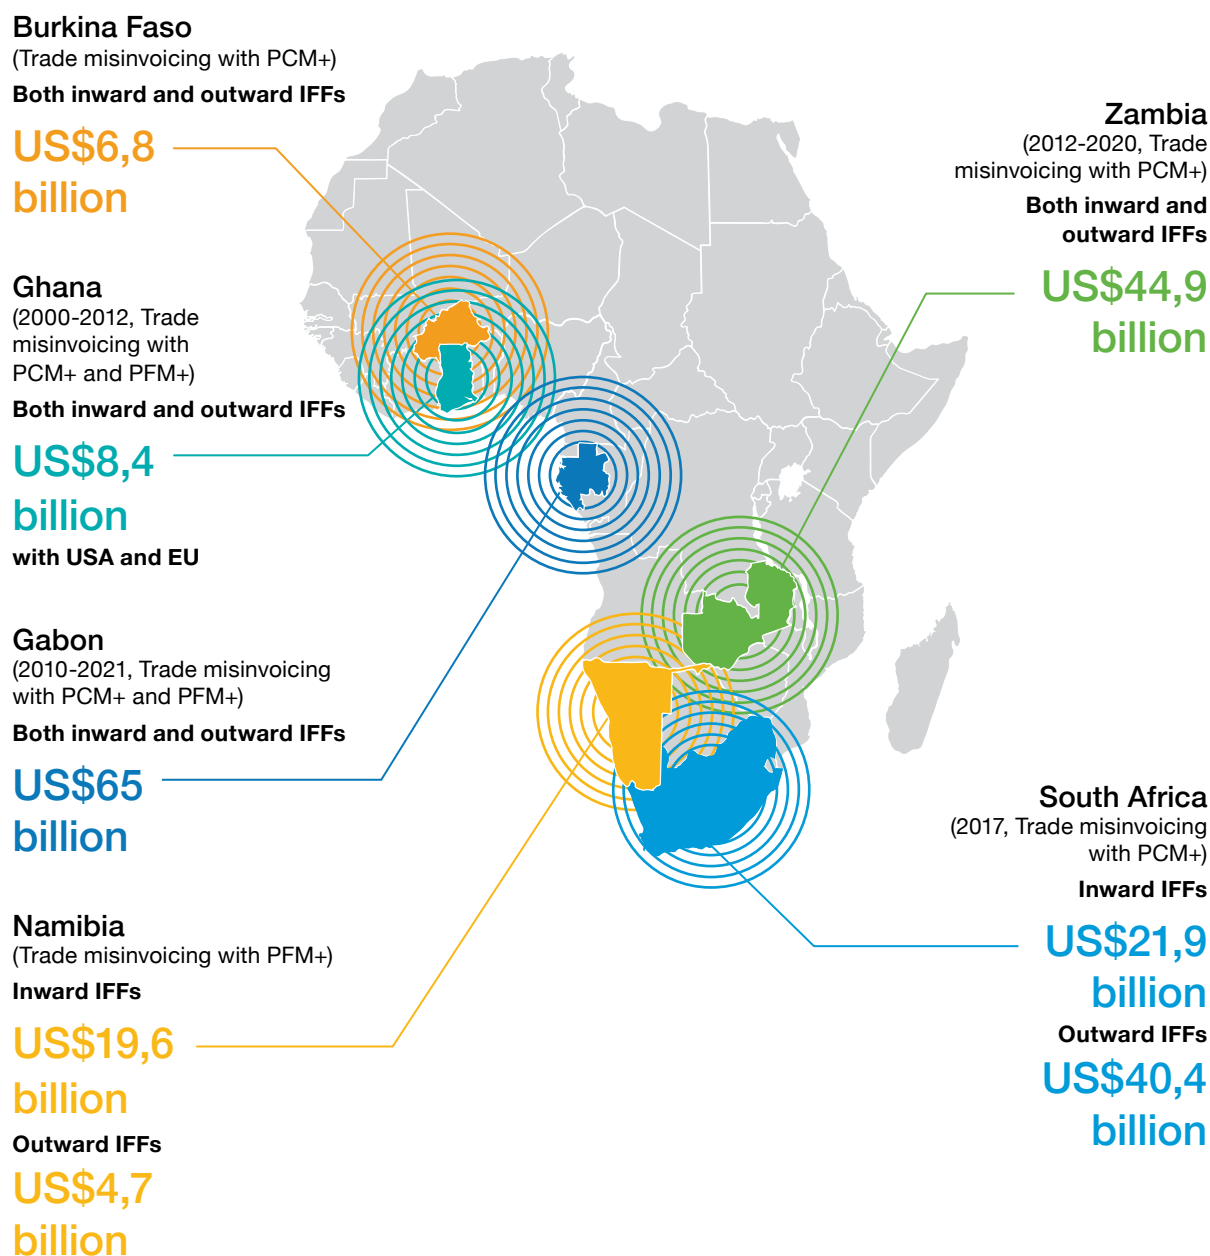 Burkina Faso
(Trade misinvoicing with PCM+)
Both inward and outward IFFs
US$6,8
billion
Ghana
(2000-2012, Trade
misinvoicing with
PCM+ and PFM+)
Both inward and outward IFFs
US$8,4
billion
with USA and EU
Gabon
(2010-2021, Trade misinvoicing
with PCM+ and PFM+)
Both inward and outward IFFs
US$65
billion
Namibia
(Trade misinvoicing with PFM+)
Inward IFFs
US$19,6
billion
Outward IFFs
US$4,7
billion
Zambia
(2012-2020, Trade
misinvoicing with PCM+)
Both inward and
outward IFFs
US$44,9
billion
South Africa
(2017, Trade misinvoicing
with PCM+)
Inward IFFs
US$21,9
billion
Outward IFFs
US$40,4
billion